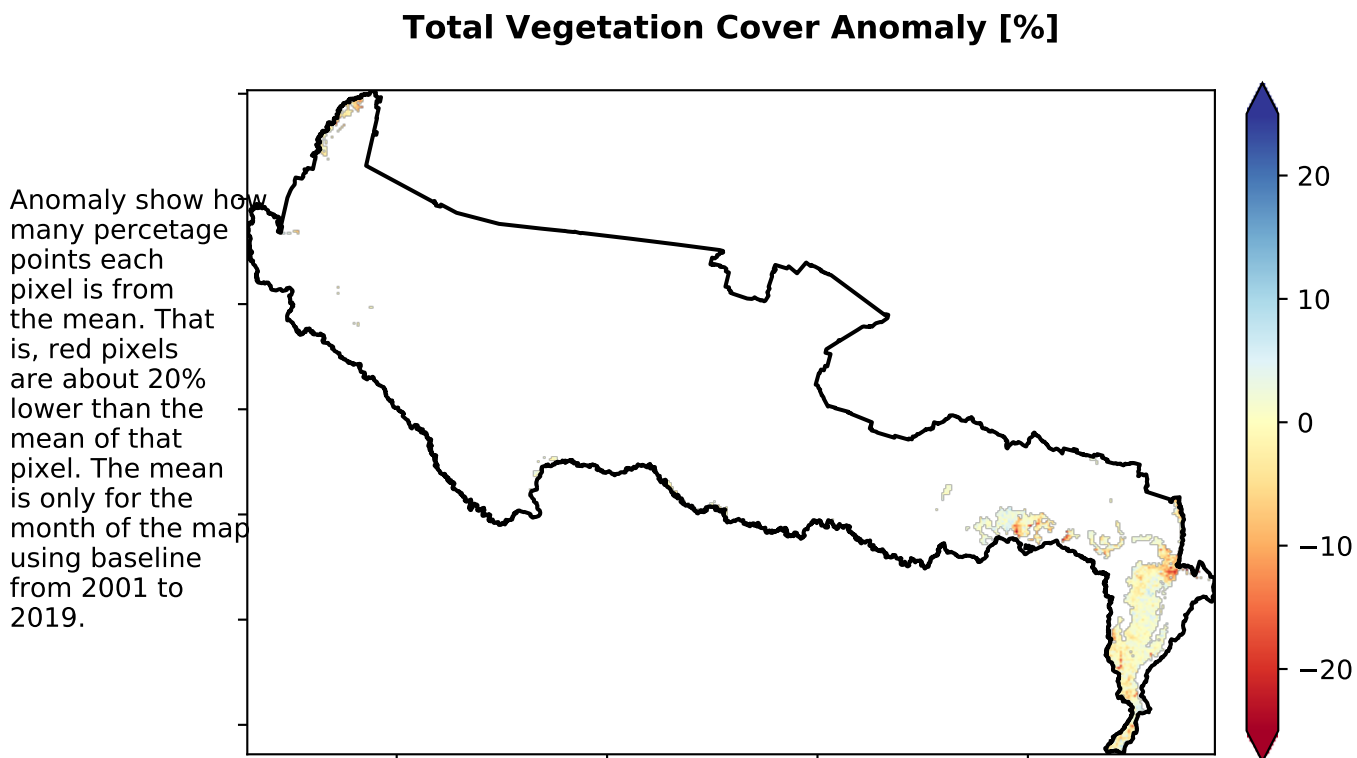 Total Vegetation Cover Anomaly [%]
Anomaly show how
many percetage
points each
pixel is from
the mean. That
is, red pixels
are about 20%
lower than the
mean of that
pixel. The mean
is only for the
month of the map
using baseline
from 2001 to
2019.
20
10
0
−10
−20